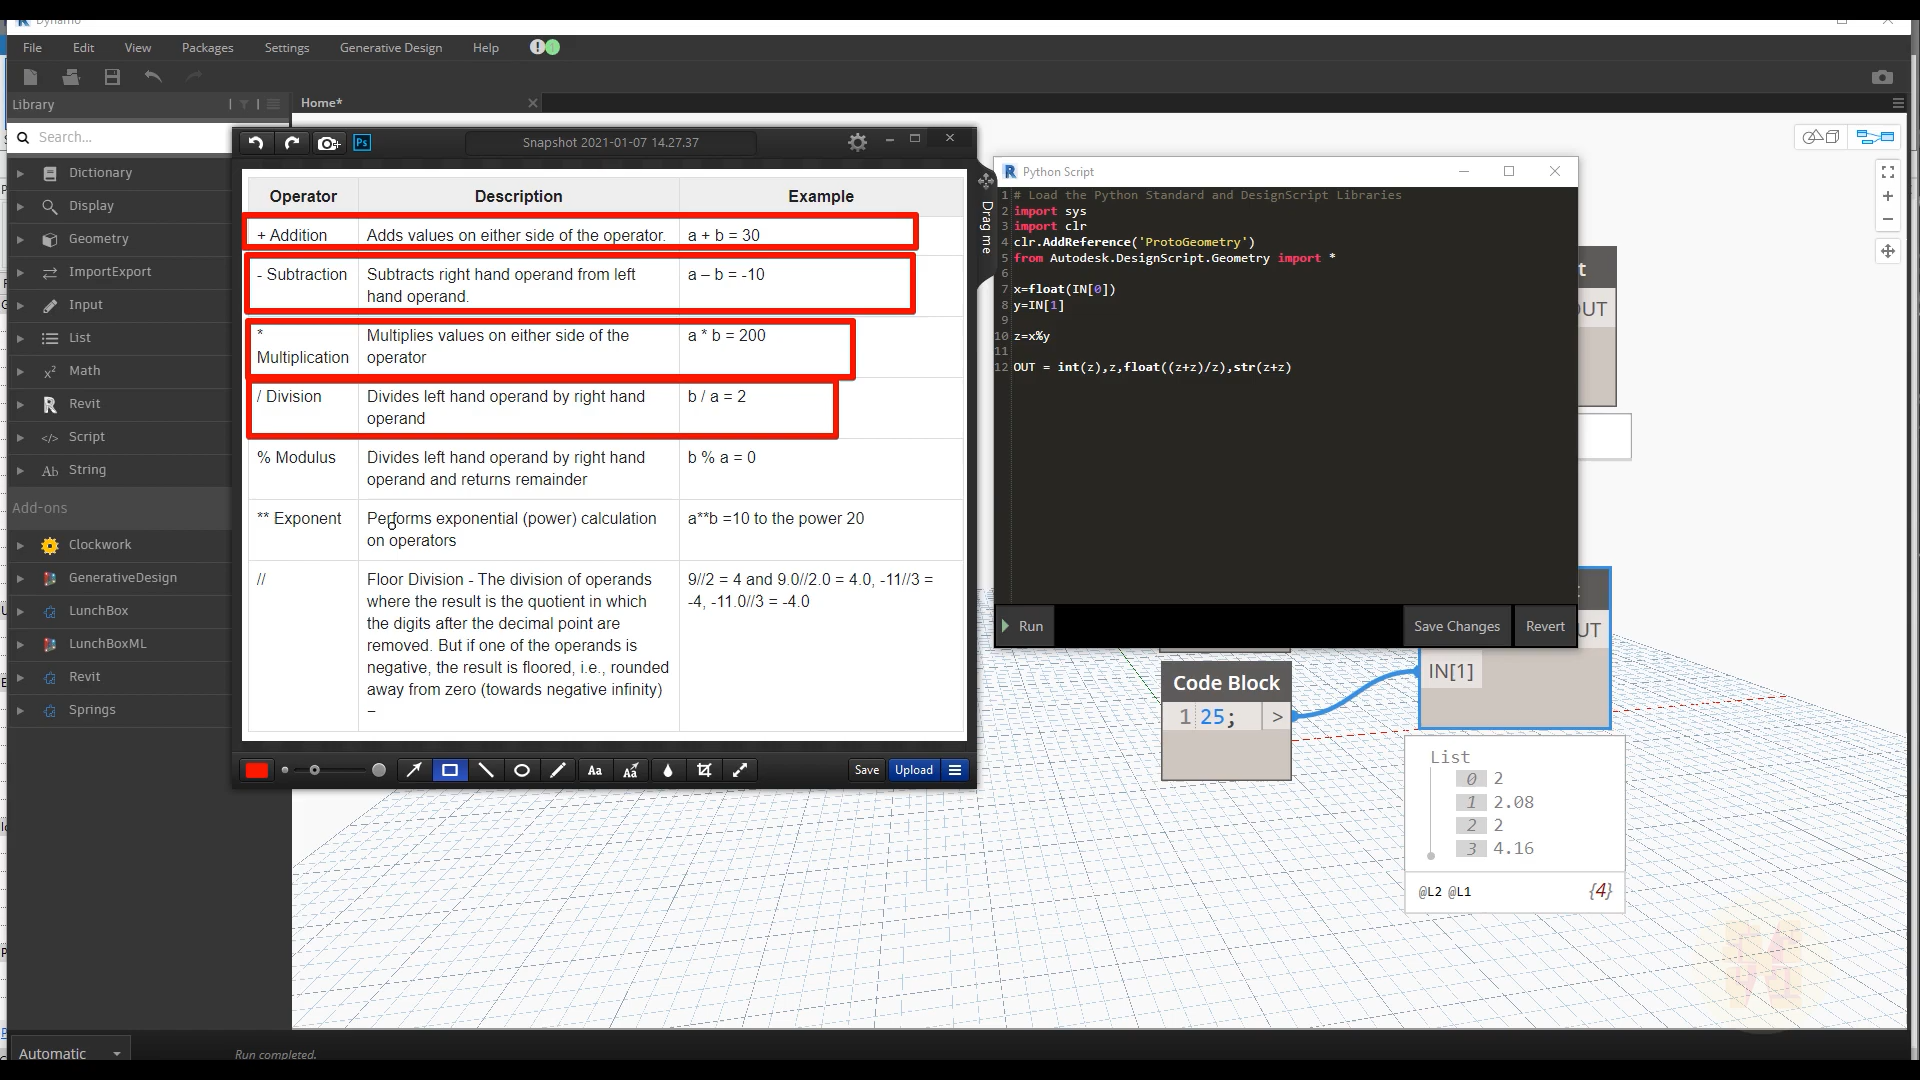 Dynamo
File Edit View Packages Settings Generative Design Help
Library
Home*
Search...
Dictionary
Display
Geometry
ImportExport
Input
List
Math
Revit
Script
String
Add-ons
Clockwork
GenerativeDesign
LunchBox
LunchBoxML
Revit
Springs
Automatic
Run completed.
Ps
Snapshot 2021-01-07 14.27.37
Operator Description Example
+ Addition Adds values on either side of the operator. a + b = 30
- Subtraction Subtracts right hand operand from left a – b = -10
hand operand.
* Multiplies values on either side of the a * b = 200
Multiplication operator
/ Division Divides left hand operand by right hand b / a = 2
operand
% Modulus Divides left hand operand by right hand b % a = 0
operand and returns remainder
** Exponent Performs exponential (power) calculation a**b =10 to the power 20
on operators
// Floor Division - The division of operands 9//2 = 4 and 9.0//2.0 = 4.0, -11//3 =
where the result is the quotient in which -4, -11.0//3 = -4.0
the digits after the decimal point are
removed. But if one of the operands is
negative, the result is floored, i.e., rounded
away from zero (towards negative infinity)
–
Aa Aa Save Upload
Drag me
R Python Script
1 # Load the Python Standard and DesignScript Libraries
2 import sys
3 import clr
4 clr.AddReference('ProtoGeometry')
5 from Autodesk.DesignScript.Geometry import *
6
7 x=float(IN[0])
8 y=IN[1]
9
10 z=x%y
11
12 OUT = int(z),z,float((z+z)/z),str(z+z)
Run Save Changes Revert
t
OUT
UT
IN[1]
Code Block
1 25; >
List
0 2
1 2.08
2 2
3 4.16
@L2 @L1 {4}